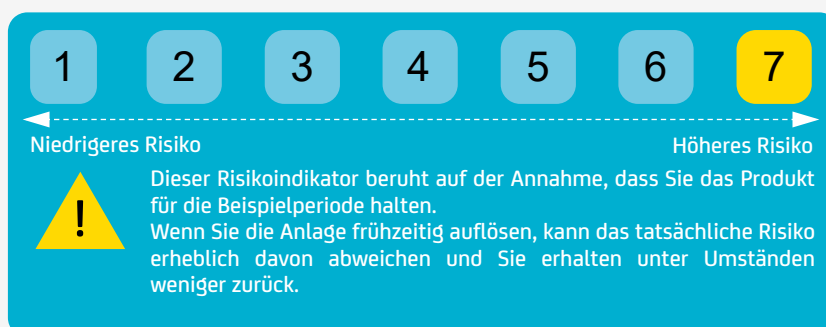 1 2 3 4 5 6 7
Niedrigeres Risiko Höheres Risiko
!
Dieser Risikoindikator beruht auf der Annahme, dass Sie das Produkt
für die Beispielperiode halten.
Wenn Sie die Anlage frühzeitig auflösen, kann das tatsächliche Risiko
erheblich davon abweichen und Sie erhalten unter Umständen
weniger zurück.